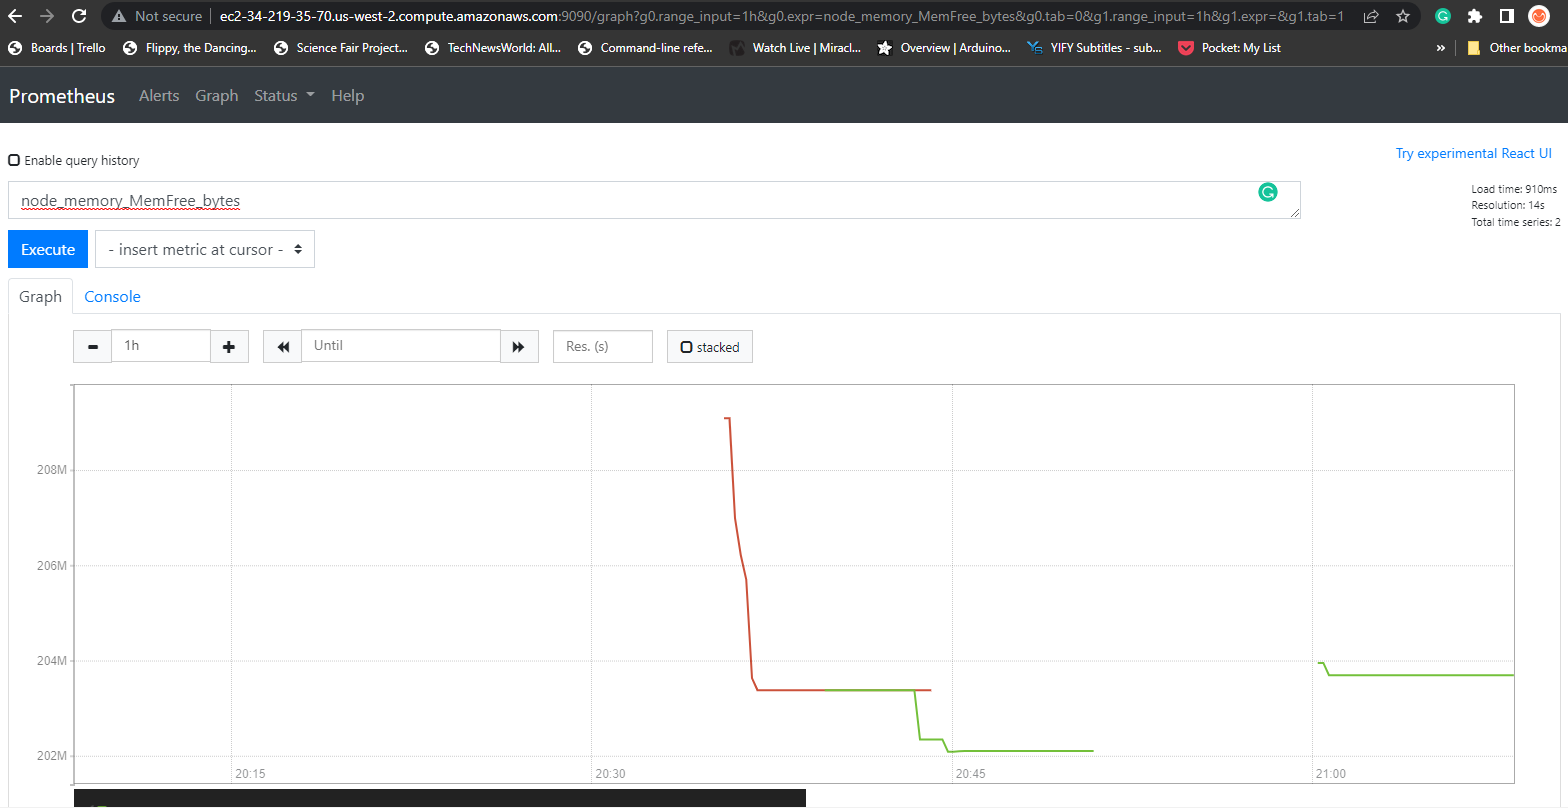 Not secure | ec2-34-219-35-70.us-west-2.compute.amazonaws.com:9090/graph?g0.range_input=1h&g0.expr=node_memory_MemFree_bytes&g0.tab=0&g1.range_input=1h&g1.expr=&g1.tab=1
Boards | Trello Flippy, the Dancing... Science Fair Project... TechNewsWorld: All... Command-line refe... Watch Live | Miracl... Overview | Arduino... YIFY Subtitles - sub... Pocket: My List » Other bookma
Prometheus Alerts Graph Status Help
Enable query history
Try experimental React UI
node_memory_MemFree_bytes
Load time: 910ms
Resolution: 14s
Total time series: 2
Execute - insert metric at cursor -
Graph Console
1h Until Res. (s) stacked
208M
206M
204M
202M
20:15 20:30 20:45 21:00